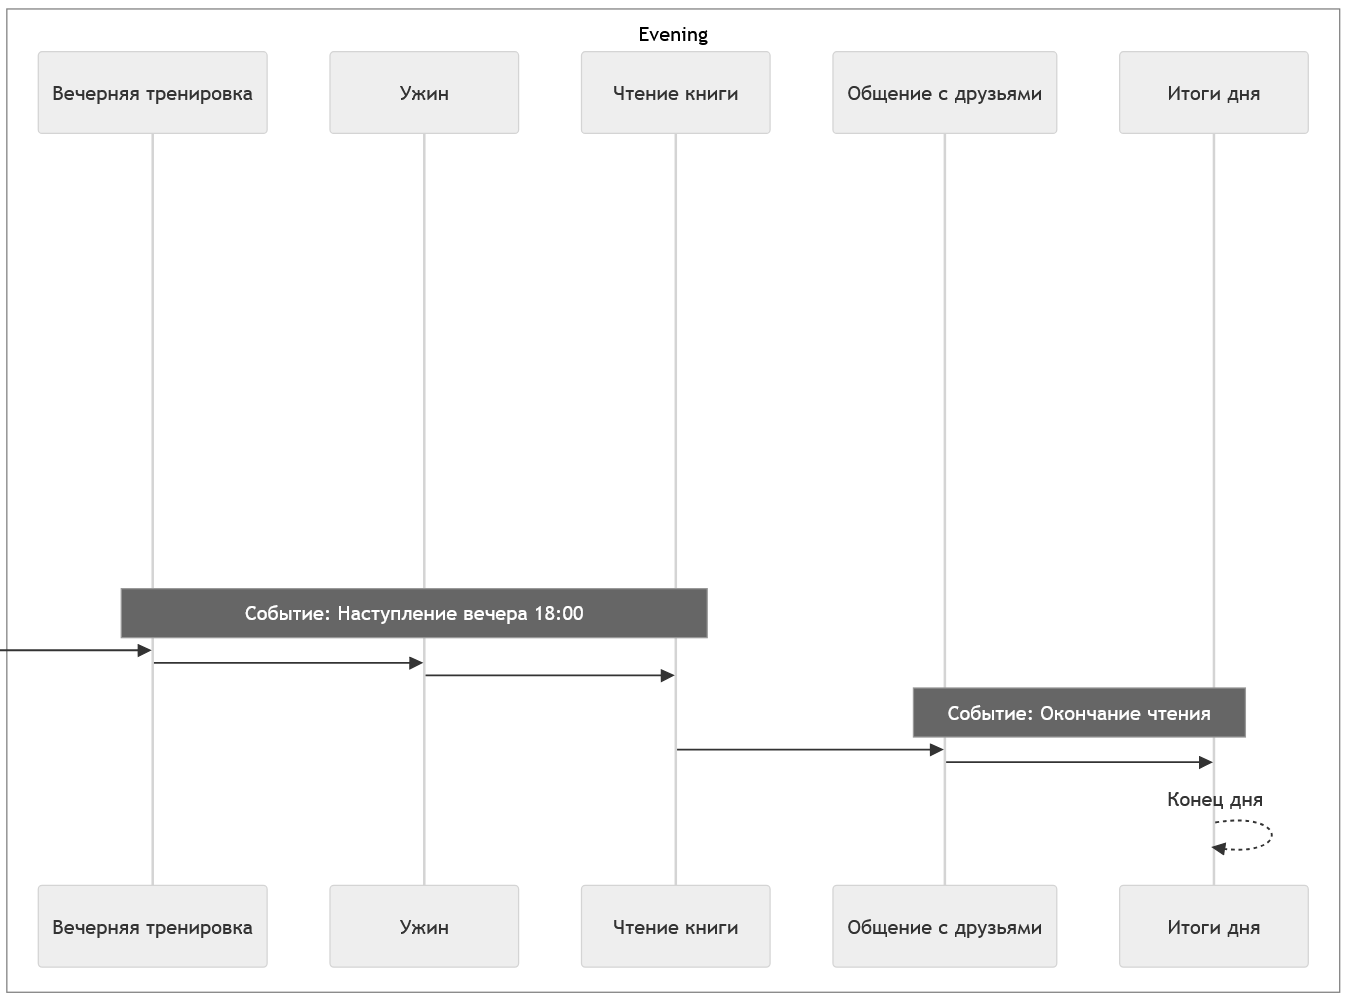 Evening
Вечерняя тренировка
Ужин
Чтение книги
Общение с друзьями
Итоги дня
Событие: Наступление вечера 18:00
Событие: Окончание чтения
Конец дня
Вечерняя тренировка
Ужин
Чтение книги
Общение с друзьями
Итоги дня